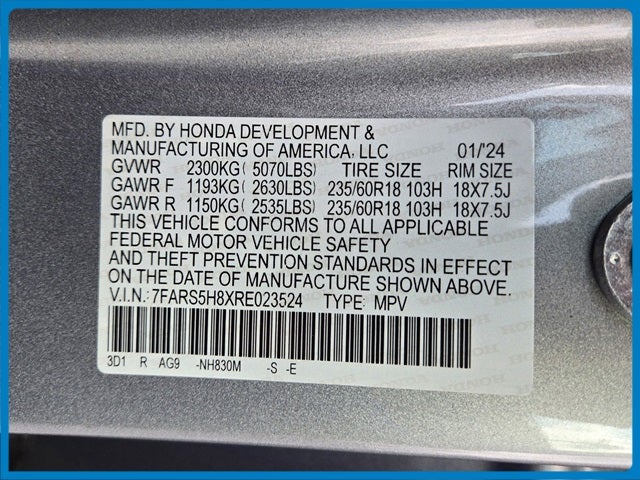 MFD. BY HONDA DEVELOPMENT &
MANUFACTURING OF AMERICA, LLC 01/'24
GVWR 2300KG( 5070LBS) TIRE SIZE RIM SIZE
GAWR F 1193KG( 2630LBS) 235/60R18 103H 18X7.5J
GAWR R 1150KG( 2535LBS) 235/60R18 103H 18X7.5J
THIS VEHICLE CONFORMS TO ALL APPLICABLE
FEDERAL MOTOR VEHICLE SAFETY
AND THEFT PREVENTION STANDARDS IN EFFECT
ON THE DATE OF MANUFACTURE SHOWN ABOVE.
V.I.N.:7FARS5H8XRE023524 TYPE: MPV
3D1 R AG9 -NH830M -S -E